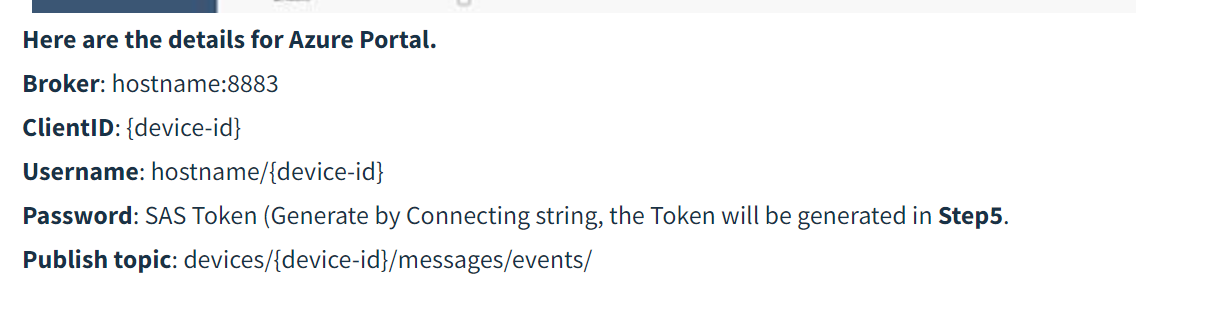 Here are the details for Azure Portal.
Broker: hostname:8883
ClientID: {device-id}
Username: hostname/{device-id}
Password: SAS Token (Generate by Connecting string, the Token will be generated in Step5.
Publish topic: devices/{device-id}/messages/events/